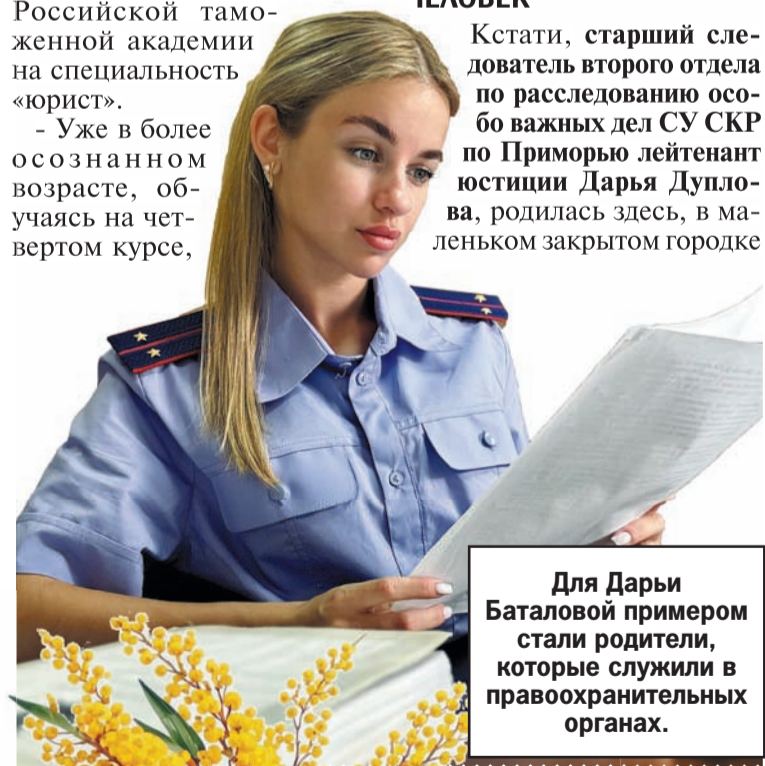 Российской тамо-
женной академии
на специальность
«юрист».
- Уже в более
осознанном
возрасте, об-
учаясь на чет-
вертом курсе,
ЧЕЛОВЕК
Кстати, старший сле-
дователь второго отдела
по расследованию осо-
бо важных дел СУ СКР
по Приморью лейтенант
юстиции Дарья Дупло-
ва, родилась здесь, в ма-
леньком закрытом городке
Для Дарьи
Баталовой примером
стали родители,
которые служили в
правоохранительных
органах.